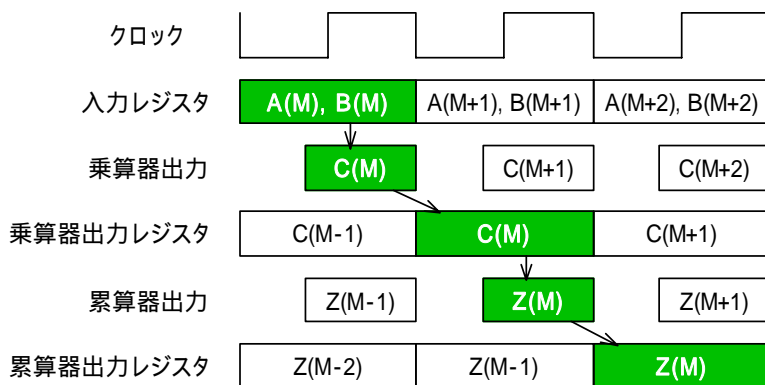 クロック
入力レジスタ A(M), B(M) A(M+1), B(M+1) A(M+2), B(M+2)
乗算器出力 C(M) C(M+1) C(M+2)
乗算器出力レジスタ C(M-1) C(M) C(M+1)
累算器出力 Z(M-1) Z(M) Z(M+1)
累算器出力レジスタ Z(M-2) Z(M-1) Z(M)